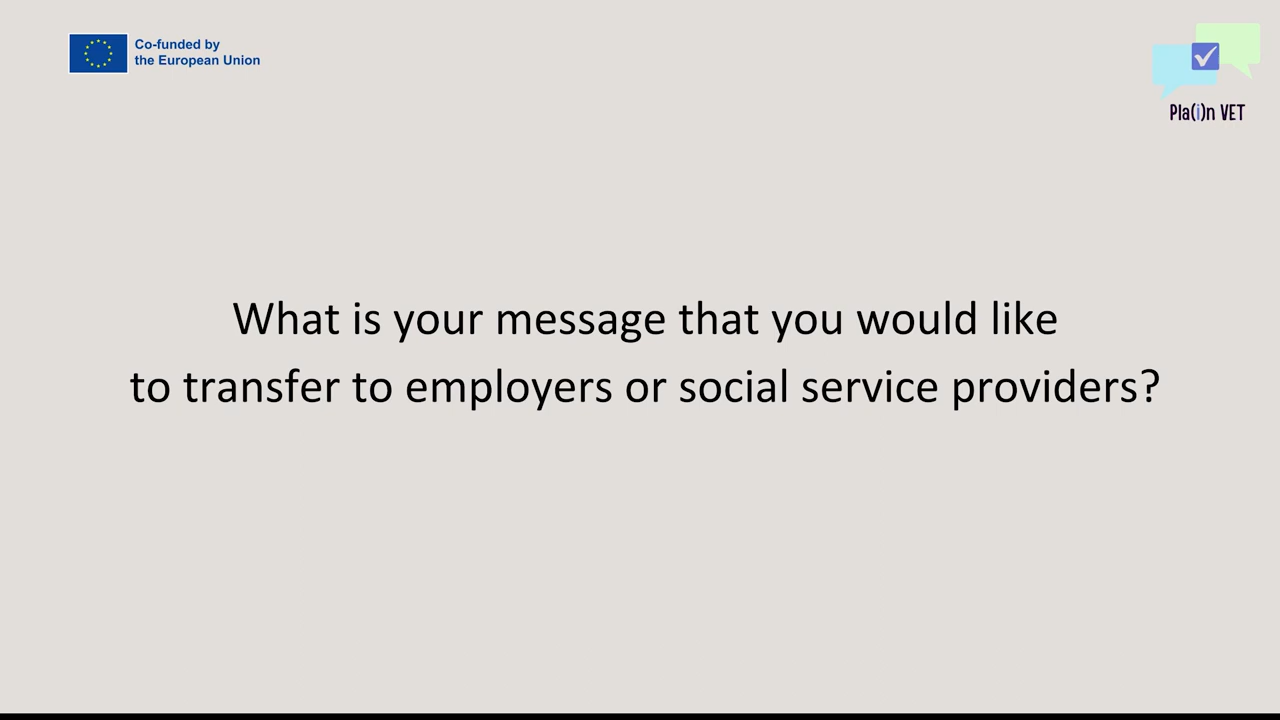 Co-funded by
the European Union
Pla(i)n VET
What is your message that you would like
to transfer to employers or social service providers?